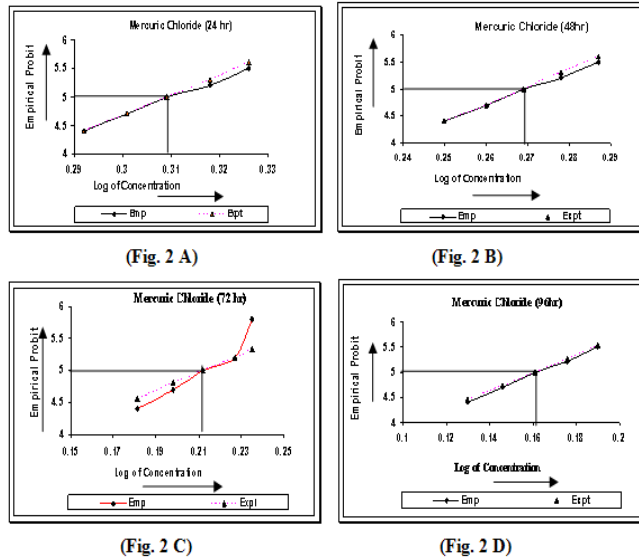 Mercuric Chloride (24 hr)
Empirical Probit
6
5.5
5
4.5
4
0.29 0.3 0.31 0.32 0.33
Log of Concentration
Emp Expt
(Fig. 2 A)
Mercuric Chloride (48hr)
Empirical Probit
6
5.5
5
4.5
4
0.24 0.25 0.26 0.27 0.28 0.29
Log of Concentration
Emp Expt
(Fig. 2 B)
Mercuric Chloride (72 hr)
Empirical Probit
6
5.5
5
4.5
4
0.15 0.17 0.19 0.21 0.23 0.25
Log of Concentration
Emp Expt
(Fig. 2 C)
Mercuric Chloride (96hr)
Empirical Probit
6
5.5
5
4.5
4
0.1 0.12 0.14 0.16 0.18 0.2
Log of Concentration
Emp Expt
(Fig. 2 D)